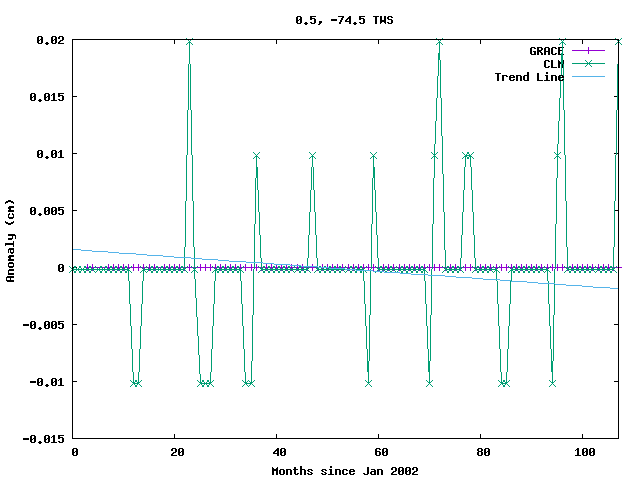 0.5, -74.5 TWS
0.02
0.015
0.01
0.005
0
-0.005
-0.01
-0.015
Anomaly (cm)
GRACE
CLM
Trend Line
0 20 40 60 80 100
Months since Jan 2002